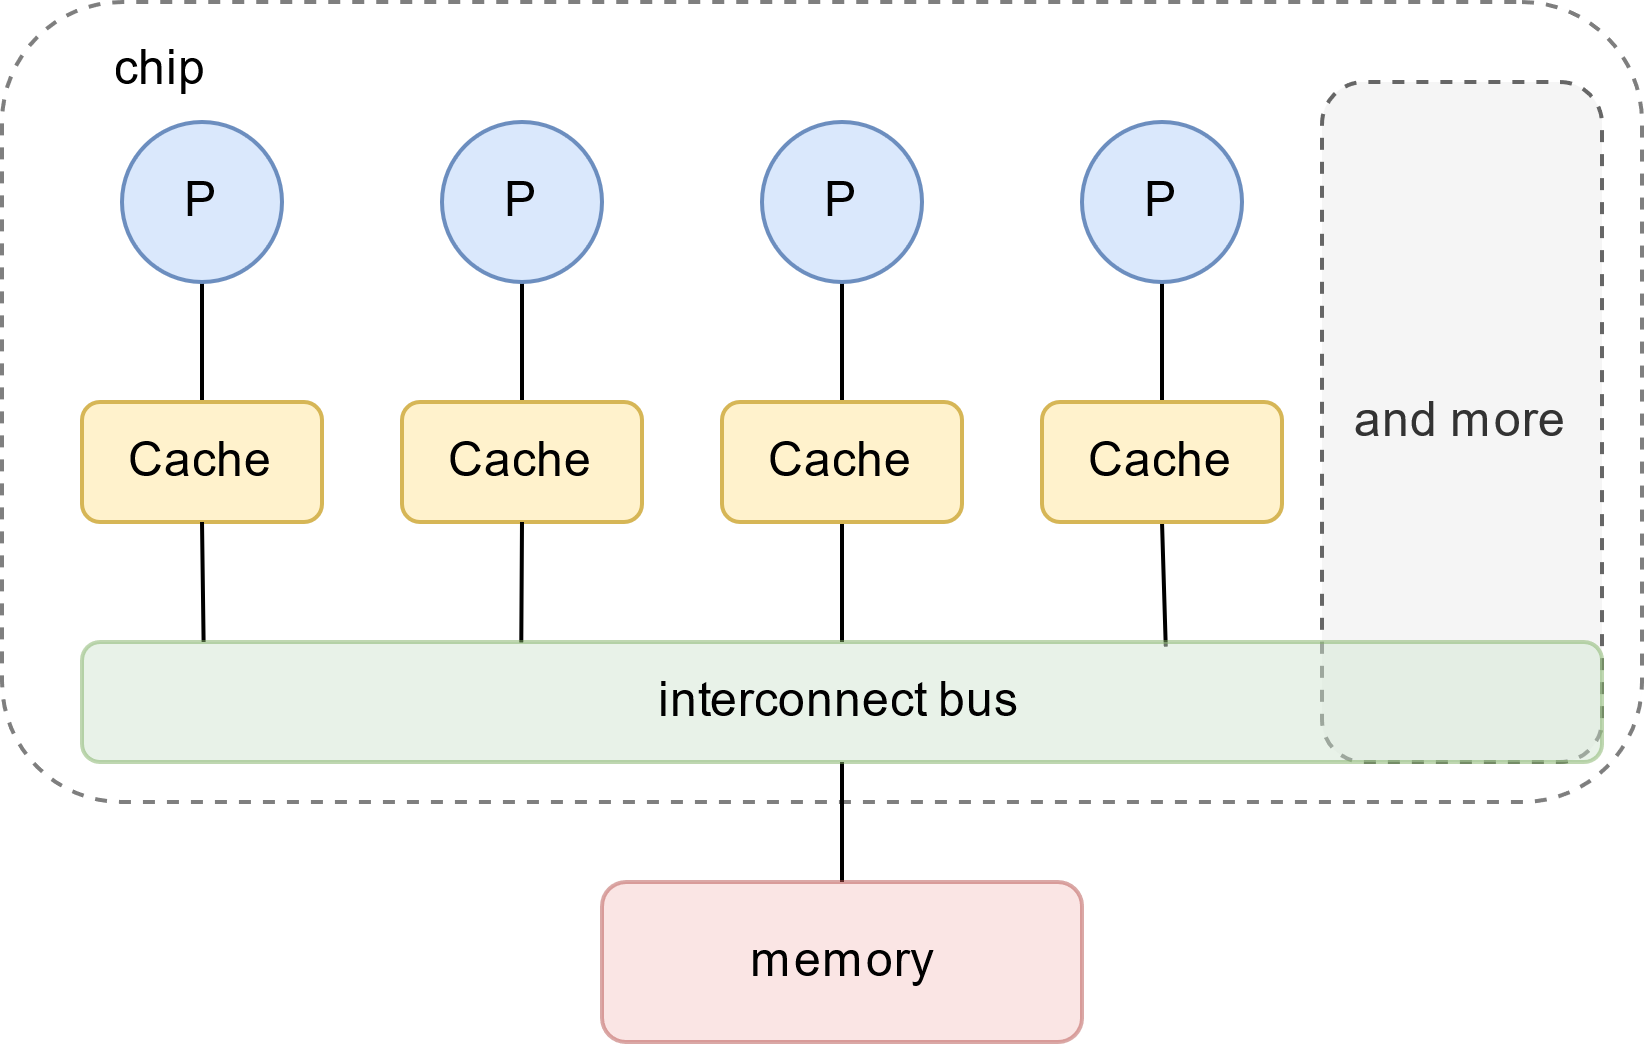 chip
P
P
P
P
and more
Cache
Cache
Cache
Cache
interconnect bus
memory